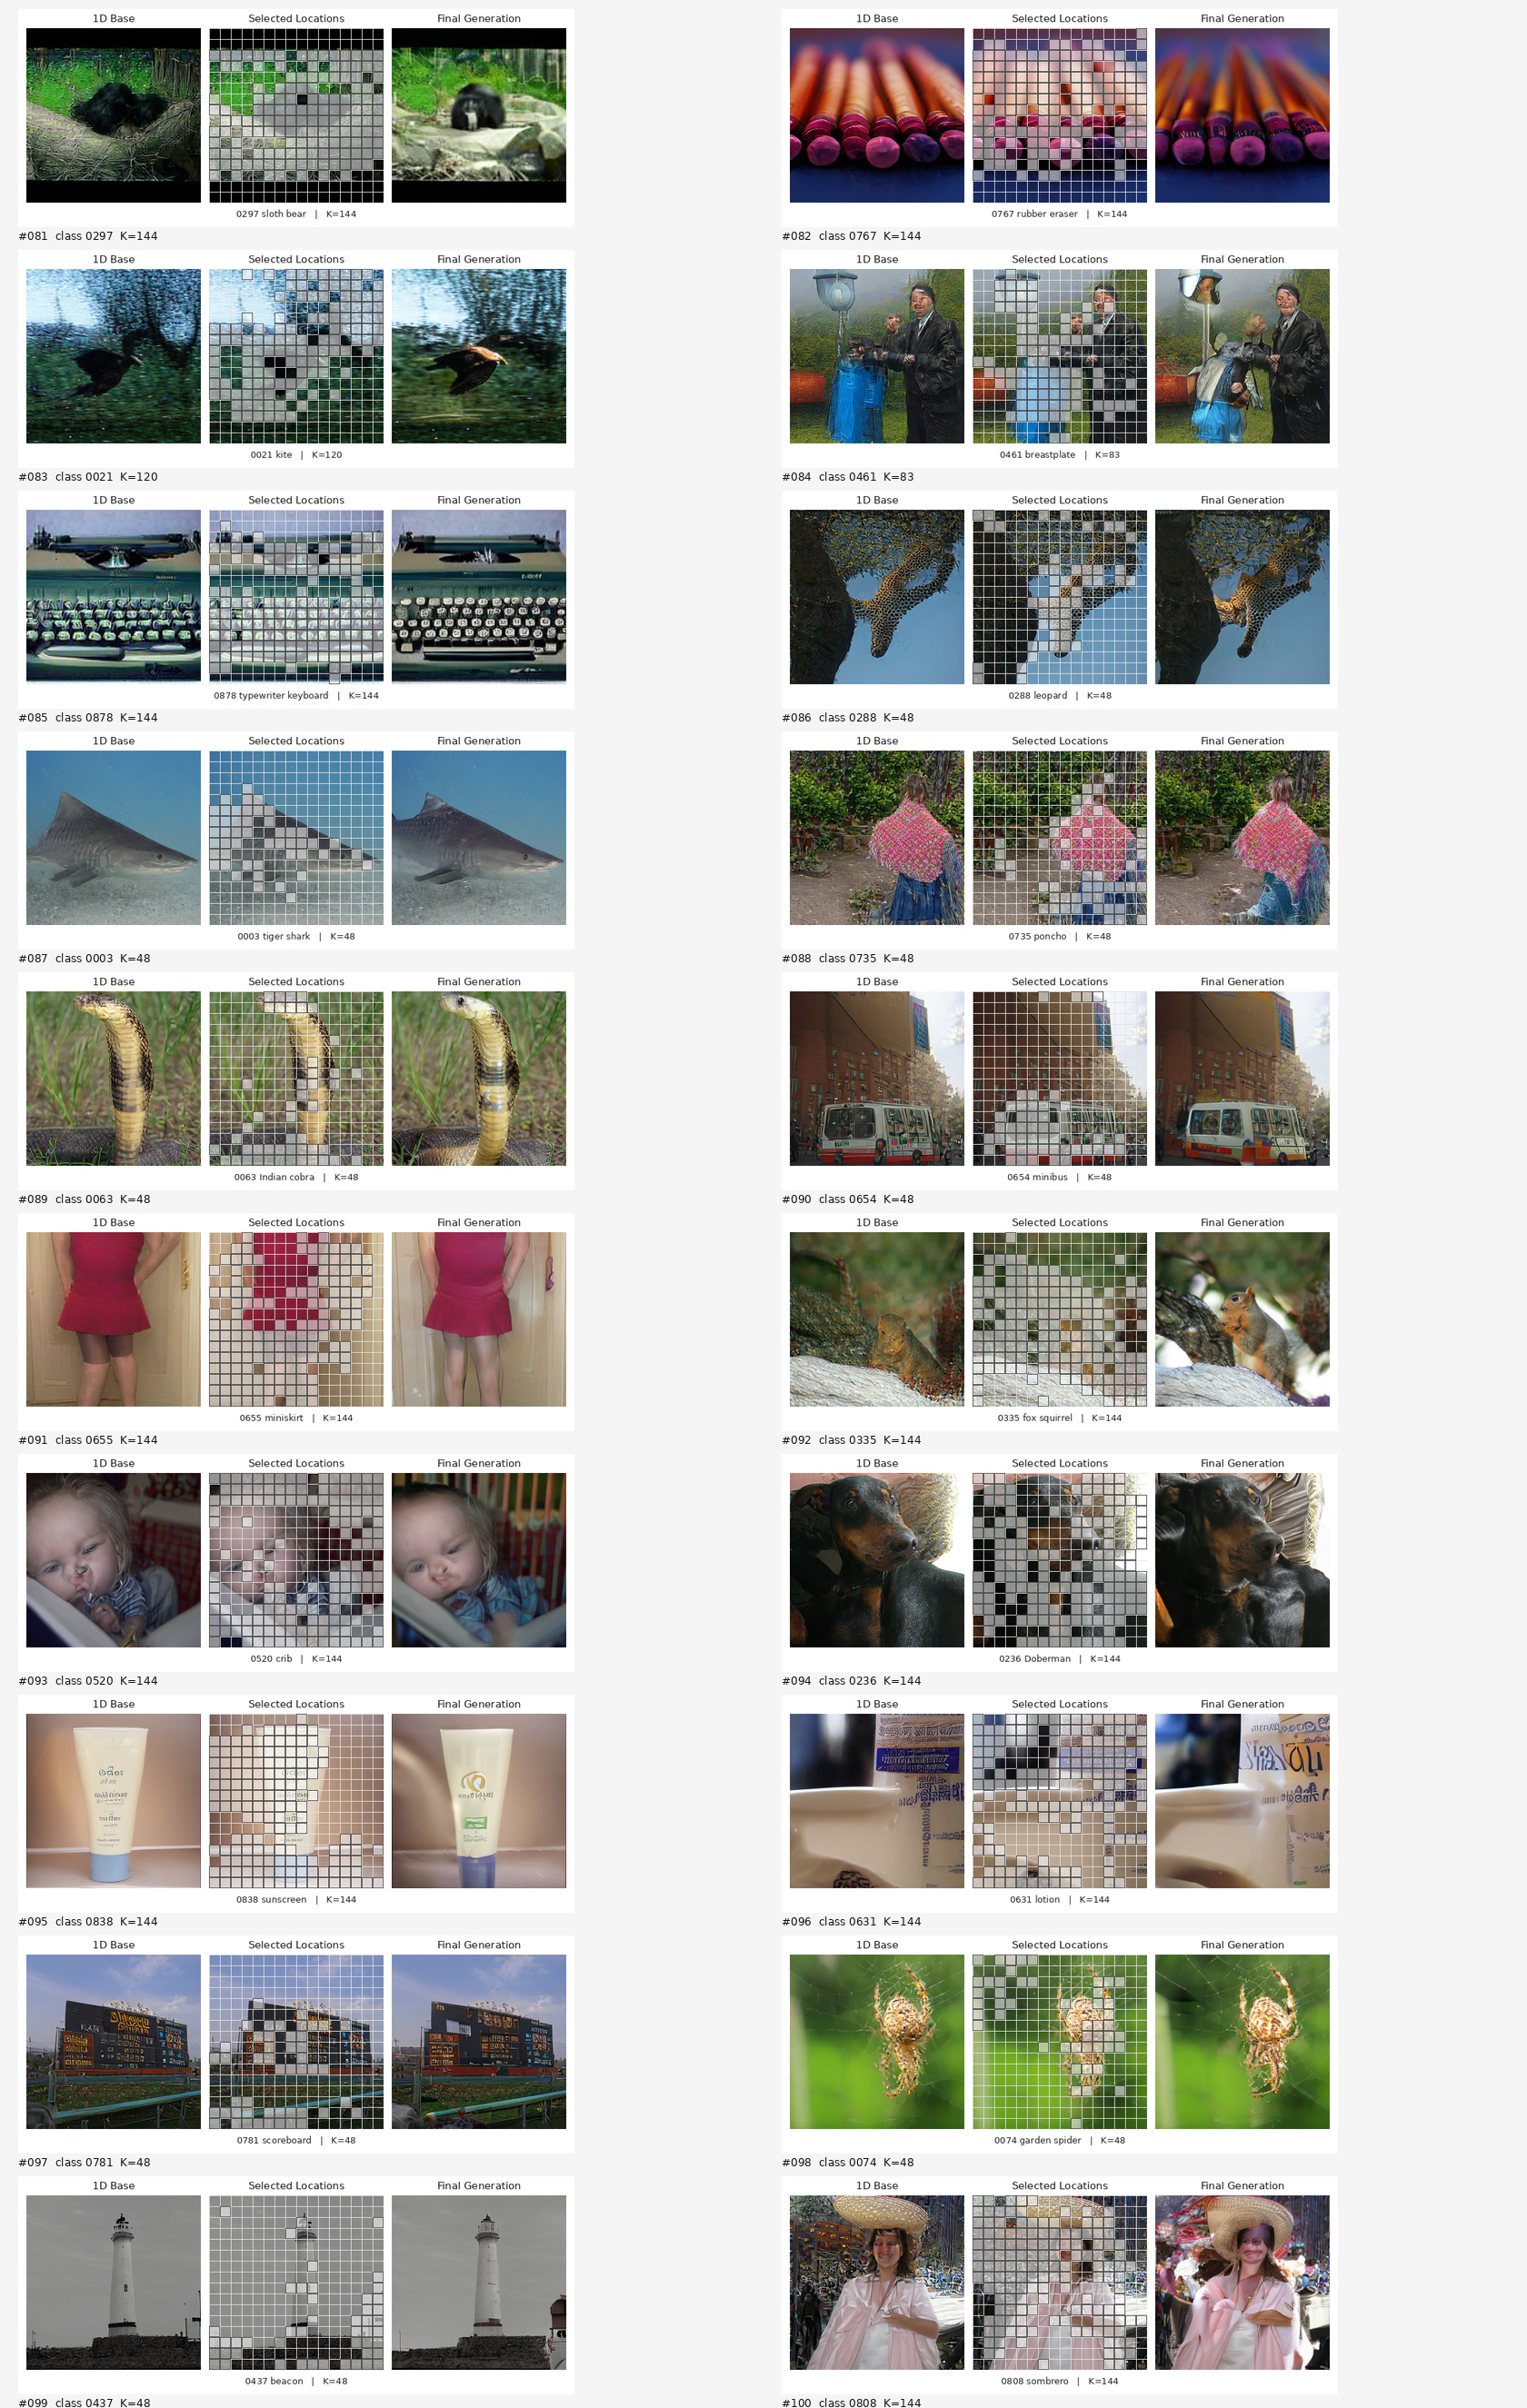 1D Base Selected Locations Final Generation 1D Base Selected Locations Final Generation
0297 sloth bear | K=144 0767 rubber eraser | K=144
#081 class 0297 K=144 #082 class 0767 K=144
1D Base Selected Locations Final Generation 1D Base Selected Locations Final Generation
0021 kite | K=120 0461 breastplate | K=83
#083 class 0021 K=120 #084 class 0461 K=83
1D Base Selected Locations Final Generation 1D Base Selected Locations Final Generation
0878 typewriter keyboard | K=144 0288 leopard | K=48
#085 class 0878 K=144 #086 class 0288 K=48
1D Base Selected Locations Final Generation 1D Base Selected Locations Final Generation
0003 tiger shark | K=48 0735 poncho | K=48
#087 class 0003 K=48 #088 class 0735 K=48
1D Base Selected Locations Final Generation 1D Base Selected Locations Final Generation
0063 Indian cobra | K=48 0654 minibus | K=48
#089 class 0063 K=48 #090 class 0654 K=48
1D Base Selected Locations Final Generation 1D Base Selected Locations Final Generation
0655 miniskirt | K=144 0335 fox squirrel | K=144
#091 class 0655 K=144 #092 class 0335 K=144
1D Base Selected Locations Final Generation 1D Base Selected Locations Final Generation
0520 crib | K=144 0236 Doberman | K=144
#093 class 0520 K=144 #094 class 0236 K=144
1D Base Selected Locations Final Generation 1D Base Selected Locations Final Generation
0838 sunscreen | K=144 0631 lotion | K=144
#095 class 0838 K=144 #096 class 0631 K=144
1D Base Selected Locations Final Generation 1D Base Selected Locations Final Generation
0781 scoreboard | K=48 0074 garden spider | K=48
#097 class 0781 K=48 #098 class 0074 K=48
1D Base Selected Locations Final Generation 1D Base Selected Locations Final Generation
0437 beacon | K=48 0808 sombrero | K=144
#099 class 0437 K=48 #100 class 0808 K=144